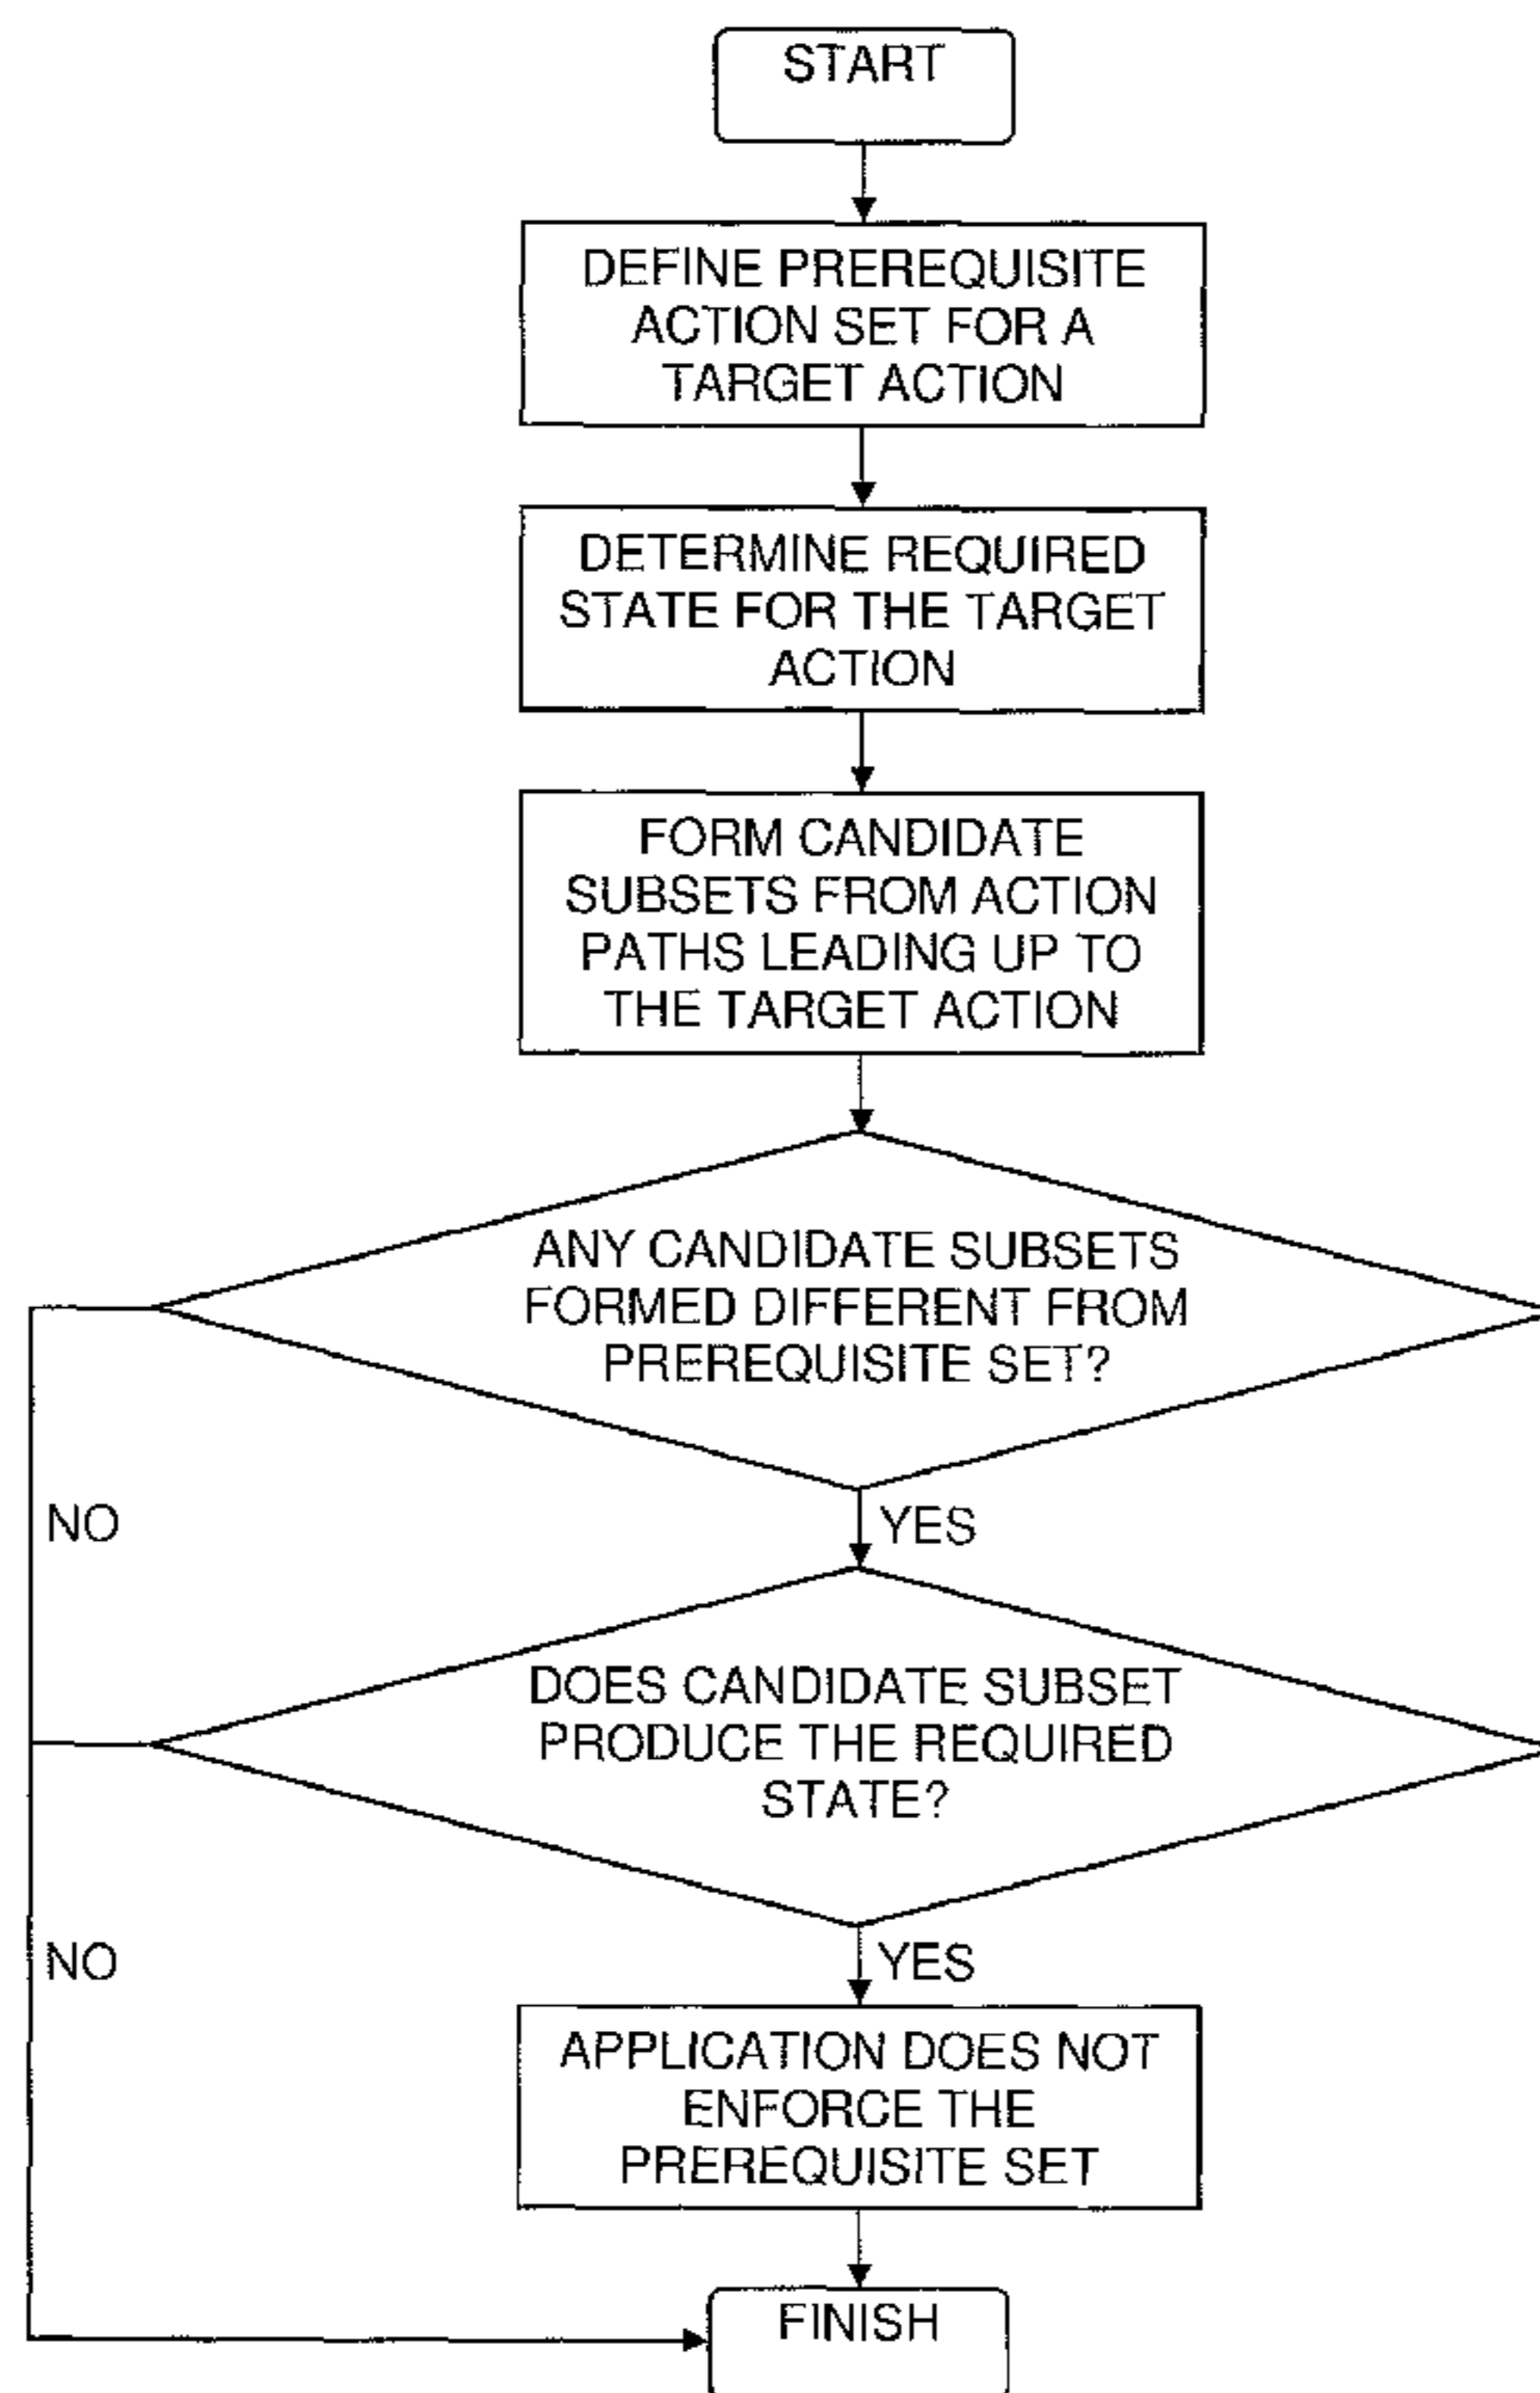 START
DEFINE PREREQUISITE
ACTION SET FOR A
TARGET ACTION
DETERMINE REQUIRED
STATE FOR THE TARGET
ACTION
FORM CANDIDATE
SUBSETS FROM ACTION
PATHS LEADING UP TO
THE TARGET ACTION
ANY CANDIDATE SUBSETS
FORMED DIFFERENT FROM
PREREQUISITE SET?
NO
YES
DOES CANDIDATE SUBSET
PRODUCE THE REQUIRED
STATE?
NO
YES
APPLICATION DOES NOT
ENFORCE THE
PREREQUISITE SET
FINISH